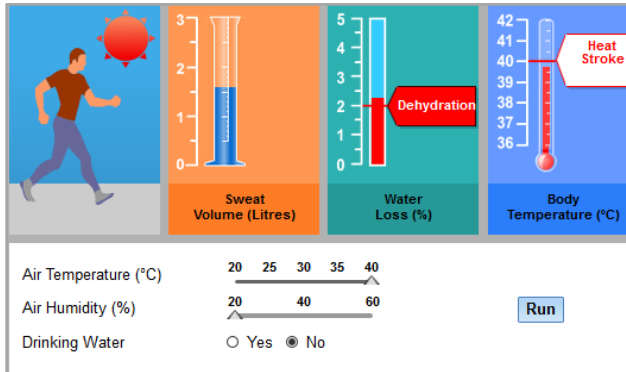 3
2
1
0
Sweat
Volume (Litres)
5
4
3
2
1
0
Dehydration
Water
Loss (%)
42
41
40
39
38
37
36
Heat
Stroke
Body
Temperature (°C)
Air Temperature (°C)
20 25 30 35 40
Air Humidity (%)
20 40 60
Run
Drinking Water
Yes No